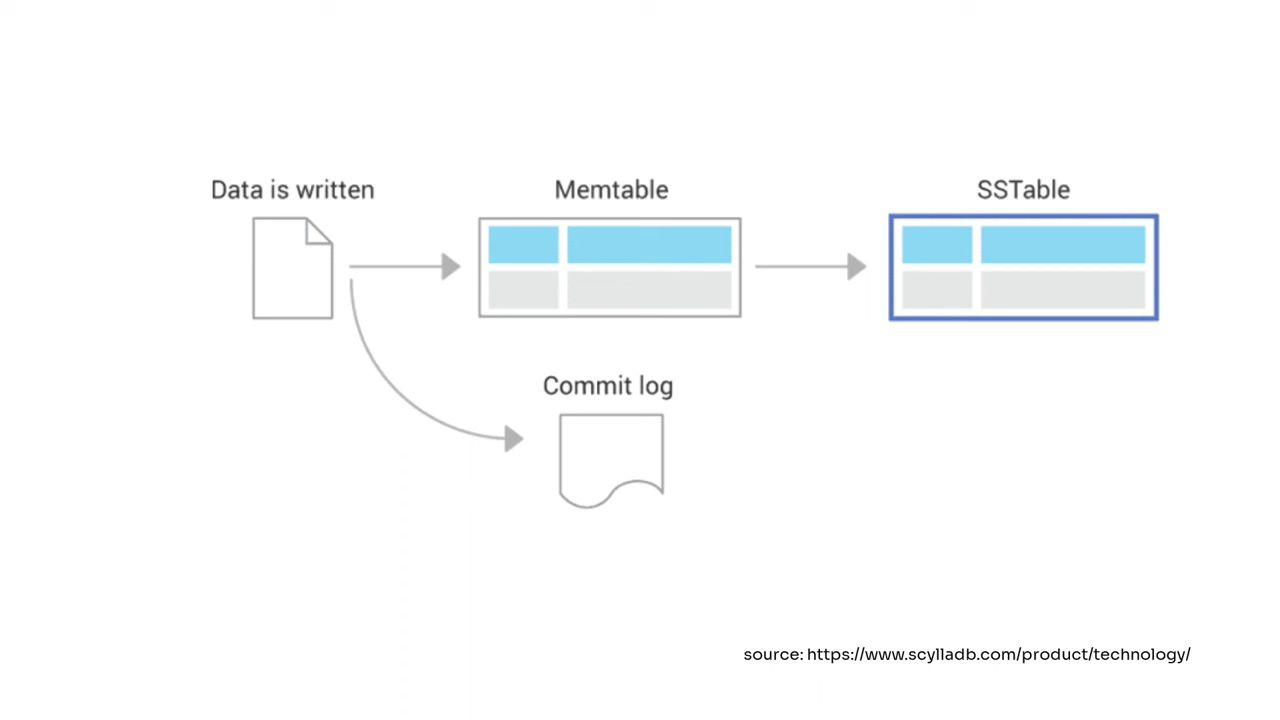 Data is written
Memtable
SSTable
Commit log
source: https://www.scylladb.com/product/technology/